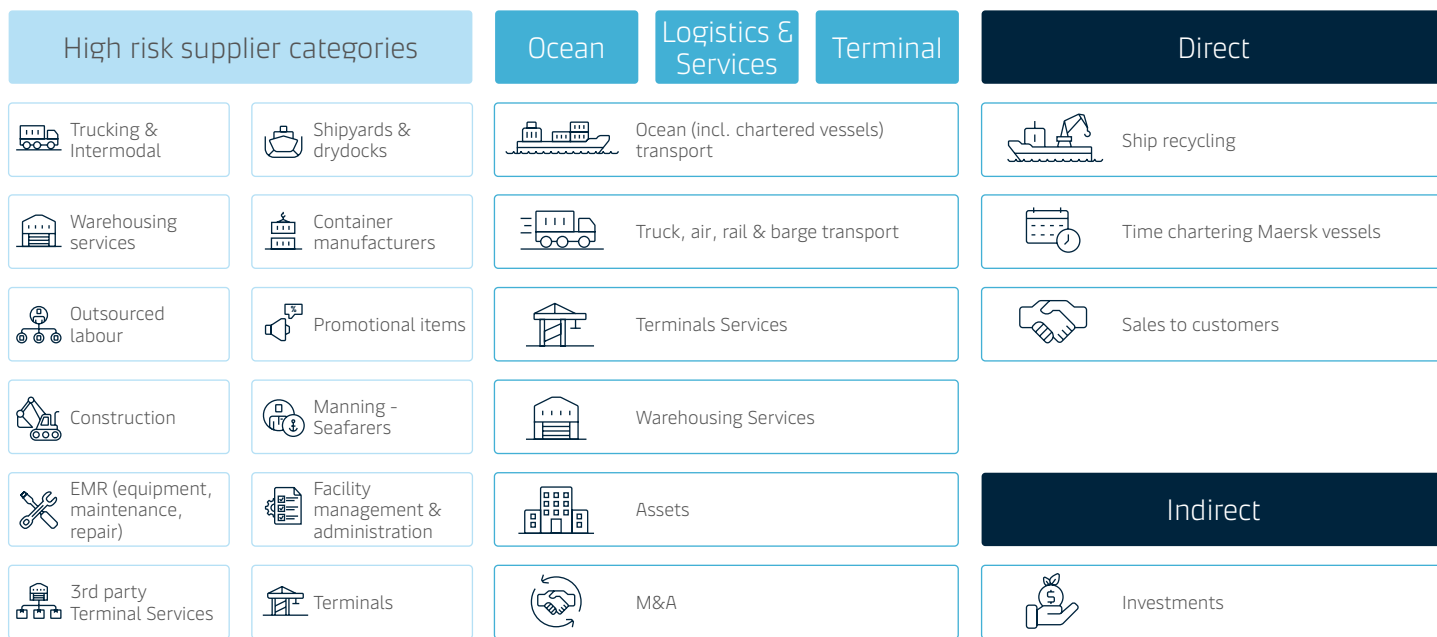 High risk supplier categories
Ocean
Logistics &
Services
Terminal
Direct
Trucking &
Intermodal
Shipyards &
drydocks
Ocean (incl. chartered vessels)
transport
Ship recycling
Warehousing
services
Container
manufacturers
Truck, air, rail & barge transport
Time chartering Maersk vessels
Outsourced
labour
%
Promotional items
Terminals Services
Sales to customers
Construction
Manning -
Seafarers
Warehousing Services
EMR (equipment,
maintenance,
repair)
Facility
management &
administration
Assets
Indirect
3rd party
Terminal Services
Terminals
M&A
$
Investments